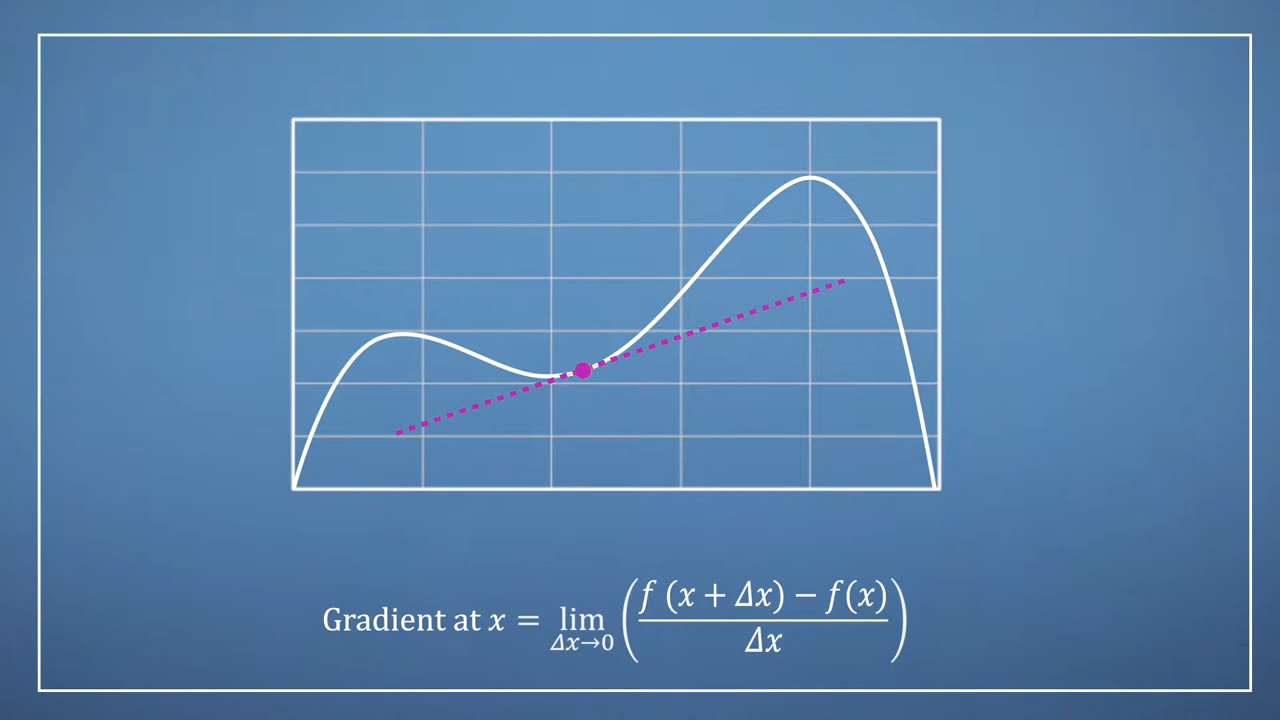 Gradient at x = lim Δx→0 (f (x + Δx) − f(x) / Δx)